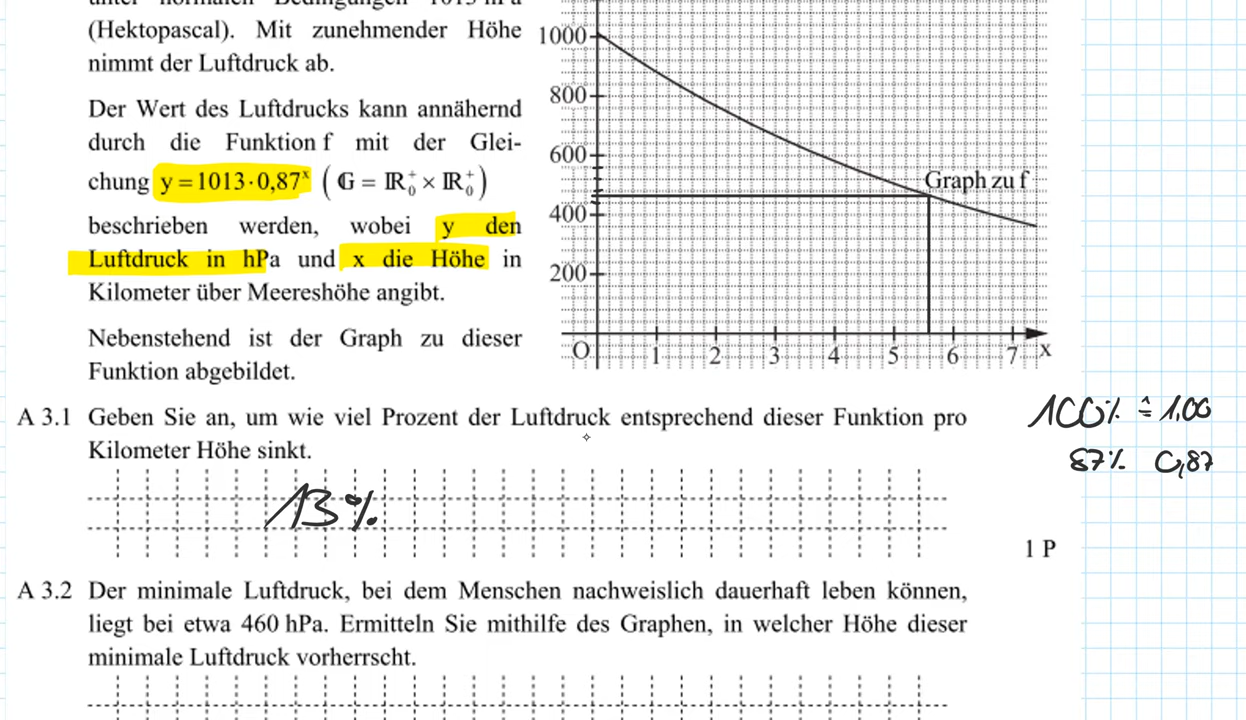 (Hektopascal). Mit zunehmender Höhe
nimmt der Luftdruck ab.
Der Wert des Luftdrucks kann annähernd
durch die Funktion f mit der Glei-
chung y = 1013 · 0,87ˣ ( 𝔾 = ℝ₀⁺ × ℝ₀⁺ )
beschrieben werden, wobei y den
Luftdruck in hPa und x die Höhe in
Kilometer über Meereshöhe angibt.
Nebenstehend ist der Graph zu dieser
Funktion abgebildet.
1000
800
600
400
200
Graph zu f
O 1 2 3 4 5 6 7 x
A 3.1 Geben Sie an, um wie viel Prozent der Luftdruck entsprechend dieser Funktion pro
Kilometer Höhe sinkt.
100% ≙ 1,00
87% 0,87
13%
1 P
A 3.2 Der minimale Luftdruck, bei dem Menschen nachweislich dauerhaft leben können,
liegt bei etwa 460 hPa. Ermitteln Sie mithilfe des Graphen, in welcher Höhe dieser
minimale Luftdruck vorherrscht.